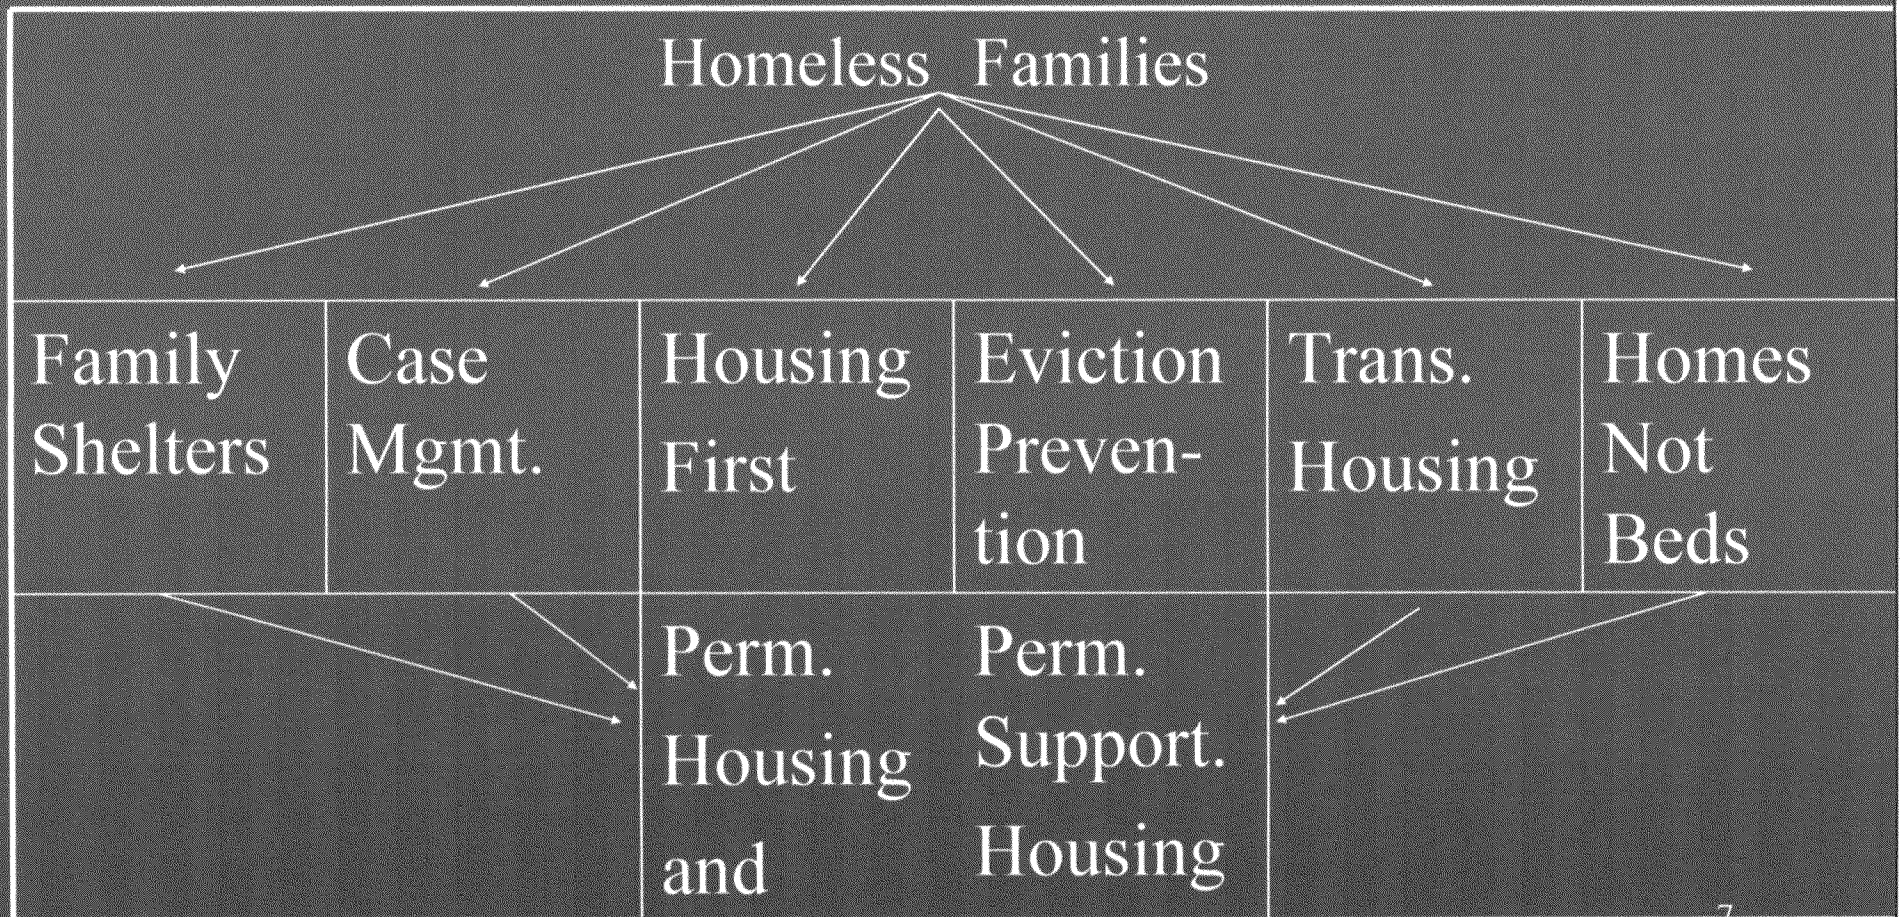 Homeless Families
Family
Shelters
Case
Mgmt.
Housing
First
Eviction
Preven-
tion
Trans.
Housing
Homes
Not
Beds
Perm.
Housing
and
Perm.
Support.
Housing
7